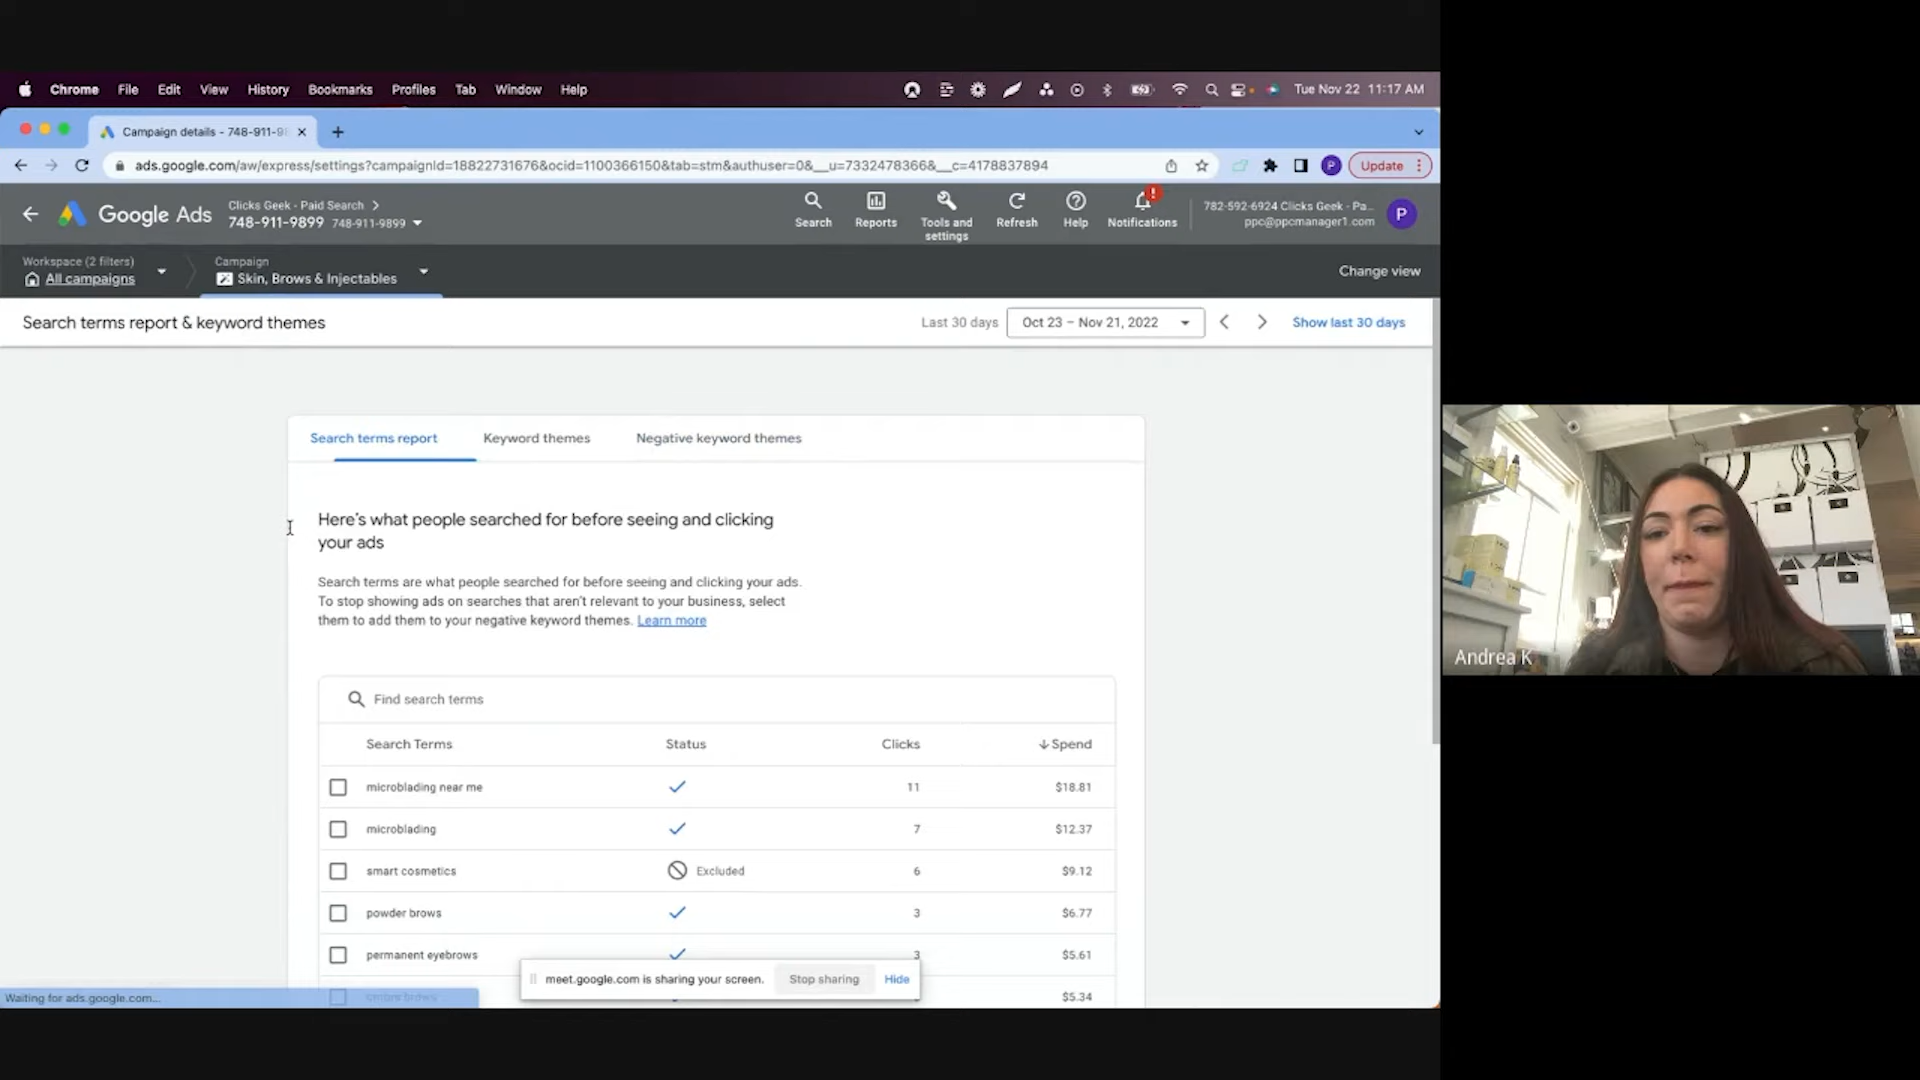 Chrome File Edit View History Bookmarks Profiles Tab Window Help Tue Nov 22 11:17 AM
Campaign details - 748-911-98
ads.google.com/aw/express/settings?campaignId=18822731676&ocid=1100366150&tab=stm&authuser=0&__u=7332478366&__c=4178837894 P Update
Google Ads
Clicks Geek - Paid Search
748-911-9899 748-911-9899
Search Reports Tools and settings Refresh Help Notifications
782-592-6924 Clicks Geek - Pa...
ppc@ppcmanager1.com
P
Workspace (2 filters)
All campaigns
Campaign
Skin, Brows & Injectables
Change view
Search terms report & keyword themes
Last 30 days Oct 23 – Nov 21, 2022 Show last 30 days
Search terms report Keyword themes Negative keyword themes
Here's what people searched for before seeing and clicking
your ads
Search terms are what people searched for before seeing and clicking your ads.
To stop showing ads on searches that aren't relevant to your business, select
them to add them to your negative keyword themes. Learn more
Find search terms
Search Terms Status Clicks Spend
microblading near me 11 $18.81
microblading 7 $12.37
smart cosmetics Excluded 6 $9.12
powder brows 3 $6.77
permanent eyebrows 3 $5.61
meet.google.com is sharing your screen. Stop sharing Hide
$5.34
Waiting for ads.google.com...
Andrea K